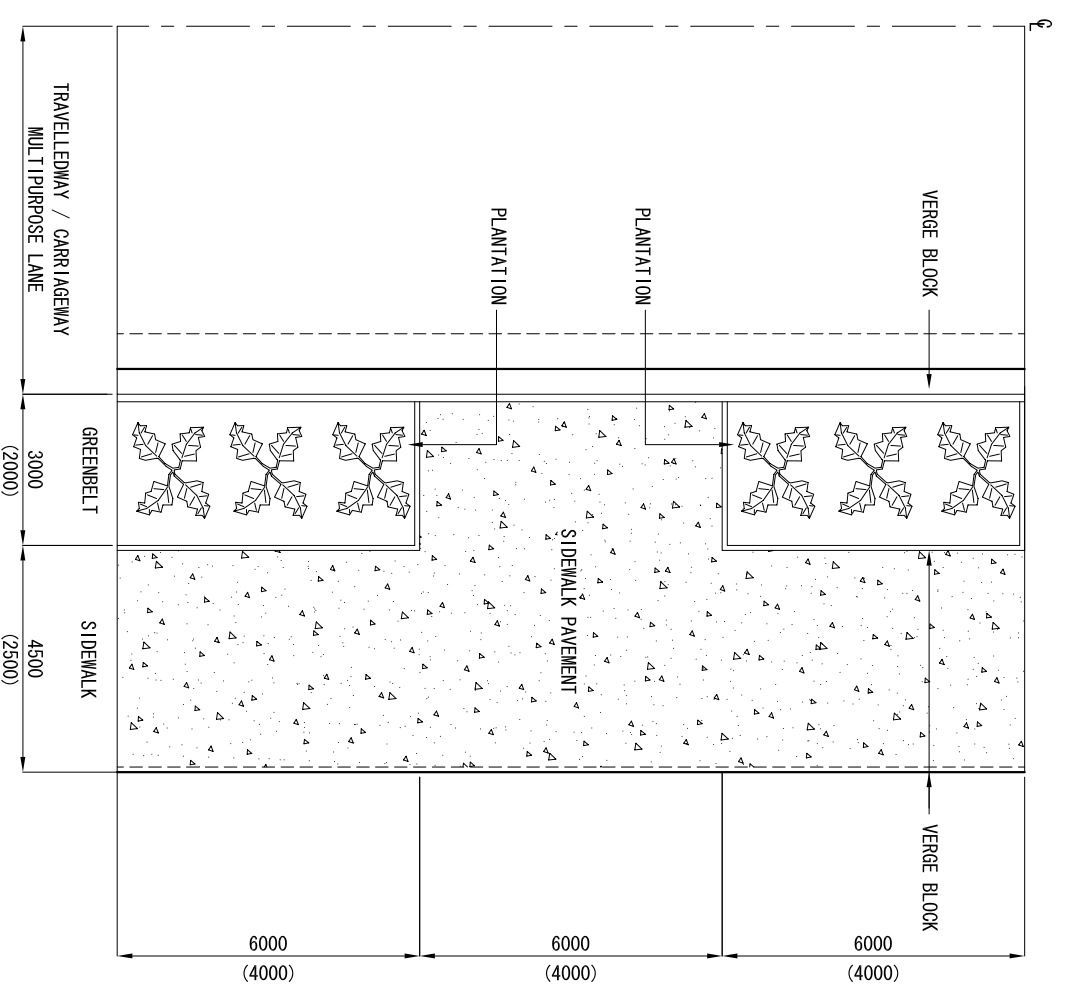 ℄
TRAVELLEDWAY / CARRIAGEWAY
MULTIPURPOSE LANE
PLANTATION
PLANTATION
VERGE BLOCK
GREENBELT
3000
(2000)
SIDEWALK PAVEMENT
SIDEWALK
4500
(2500)
VERGE BLOCK
6000
(4000)
6000
(4000)
6000
(4000)